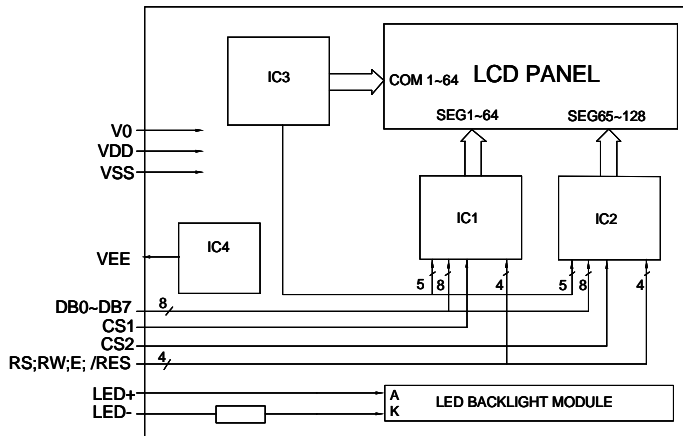 IC3
LCD PANEL
COM 1~64
SEG1~64
SEG65~128
V0
VDD
VSS
IC1
IC2
IC4
VEE
5
8
4
5
8
4
DB0~DB7
8
CS1
CS2
RS;RW;E; /RES
4
LED+
A
LED BACKLIGHT MODULE
LED-
K